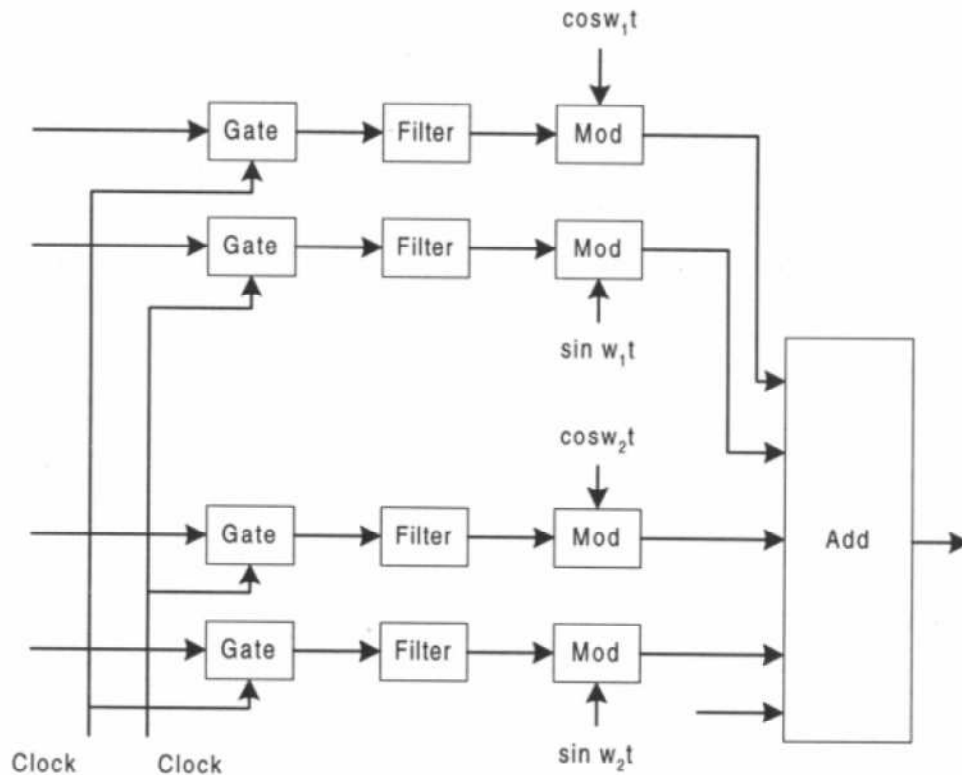 cosw₁t
Gate Filter Mod
Gate Filter Mod
sin w₁t
cosw₂t
Gate Filter Mod
Add
Gate Filter Mod
sin w₂t
Clock Clock